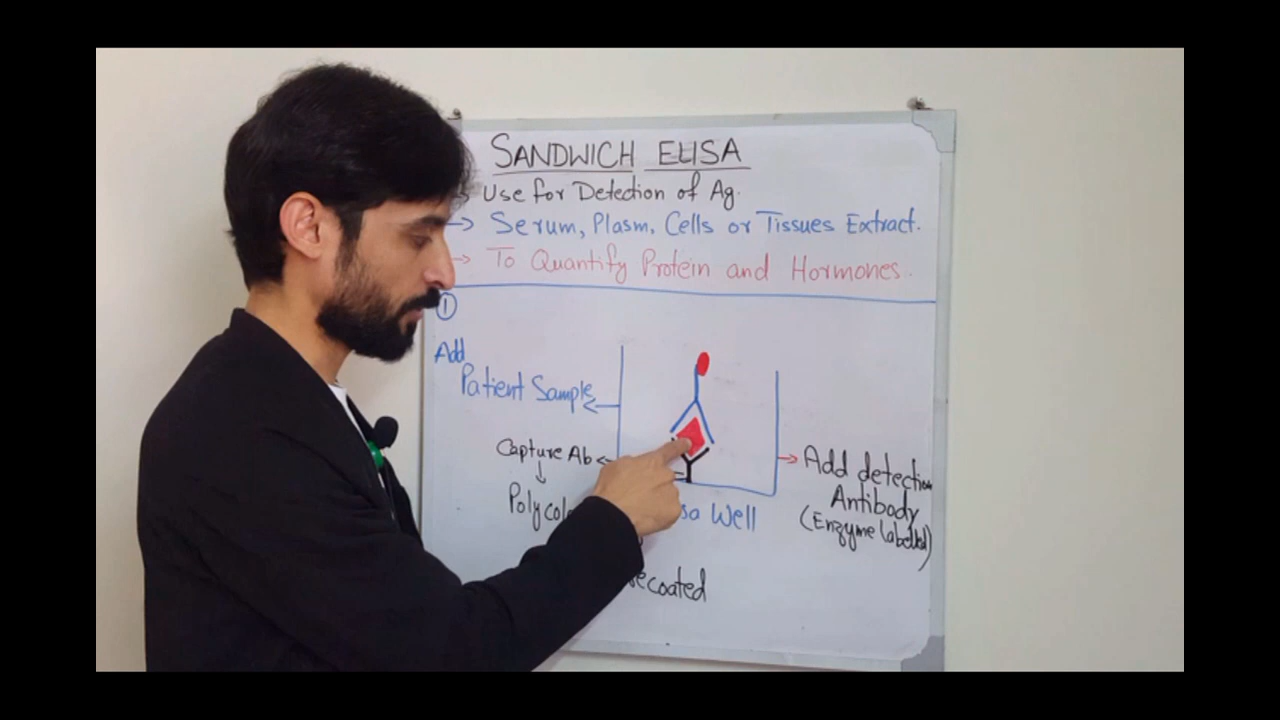 SANDWICH ELISA
Use for Detection of Ag.
→ Serum, Plasm, Cells or Tissues Extract.
→ To Quantify Protein and Hormones.
①
Add
Patient Sample
Capture Ab
Add detection
Antibody
(Enzyme labelled)
Well
coated